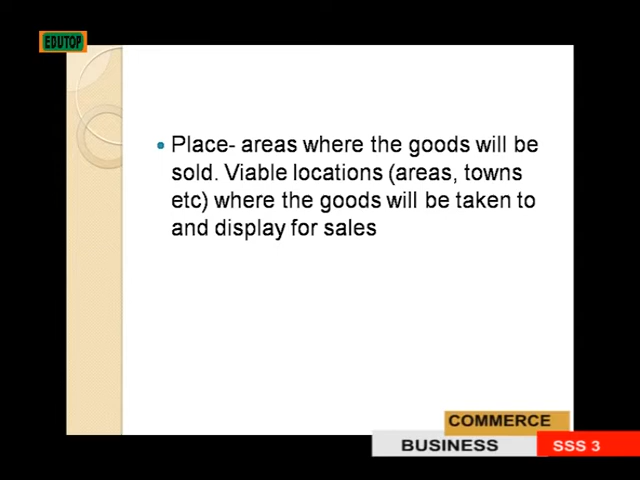 EDUTOP
Place- areas where the goods will be
sold. Viable locations (areas, towns
etc) where the goods will be taken to
and display for sales
COMMERCE
BUSINESS
SSS 3